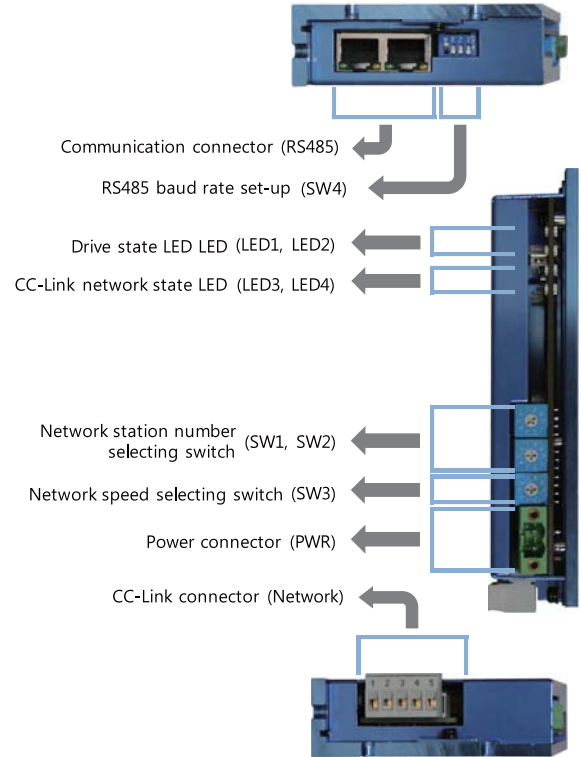 Communication connector (RS485)
RS485 baud rate set-up (SW4)
Drive state LED LED (LED1, LED2)
CC-Link network state LED (LED3, LED4)
Network station number
selecting switch (SW1, SW2)
Network speed selecting switch (SW3)
Power connector (PWR)
CC-Link connector (Network)
1 2 3 4 5